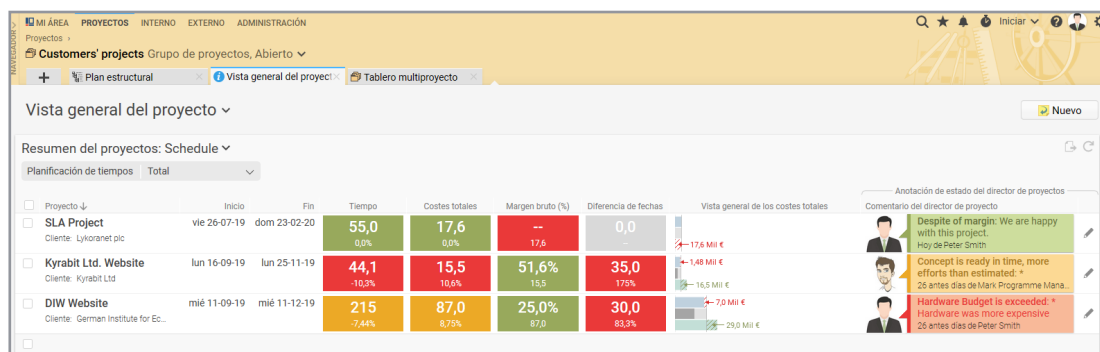 NAVEGADOR
MI ÁREA PROYECTOS INTERNO EXTERNO ADMINISTRACIÓN Iniciar
Proyectos
Customers' projects Grupo de proyectos, Abierto
Plan estructural Vista general del proyect Tablero multiproyecto
Vista general del proyecto Nuevo
Resumen del proyectos: Schedule
Planificación de tiempos Total
Anotación de estado del director de proyectos
Proyecto Inicio Fin Tiempo Costes totales Margen bruto (%) Diferencia de fechas Vista general de los costes totales Comentario del director de proyecto
SLA Project vie 26-07-19 dom 23-02-20 55,0 17,6 -- 0,0 Despite of margin: We are happy
with this project.
Cliente: Lykoranet plc 0,0% 0,0% 17,6 -- 17,6 Mil € Hoy de Peter Smith
Kyrabit Ltd. Website lun 16-09-19 lun 25-11-19 44,1 15,5 51,6% 35,0 1,48 Mil € Concept is ready in time, more
efforts than estimated: *
Cliente: Kyrabit Ltd -10,3% 10,6% 15,5 175% 16,5 Mil € 26 antes días de Mark Programme Mana...
DIW Website mié 11-09-19 mié 11-12-19 215 87,0 25,0% 30,0 7,0 Mil € Hardware Budget is exceeded: *
Hardware was more expensive
Cliente: German Institute for Ec... -7,44% 8,75% 87,0 83,3% 29,0 Mil € 26 antes días de Peter Smith